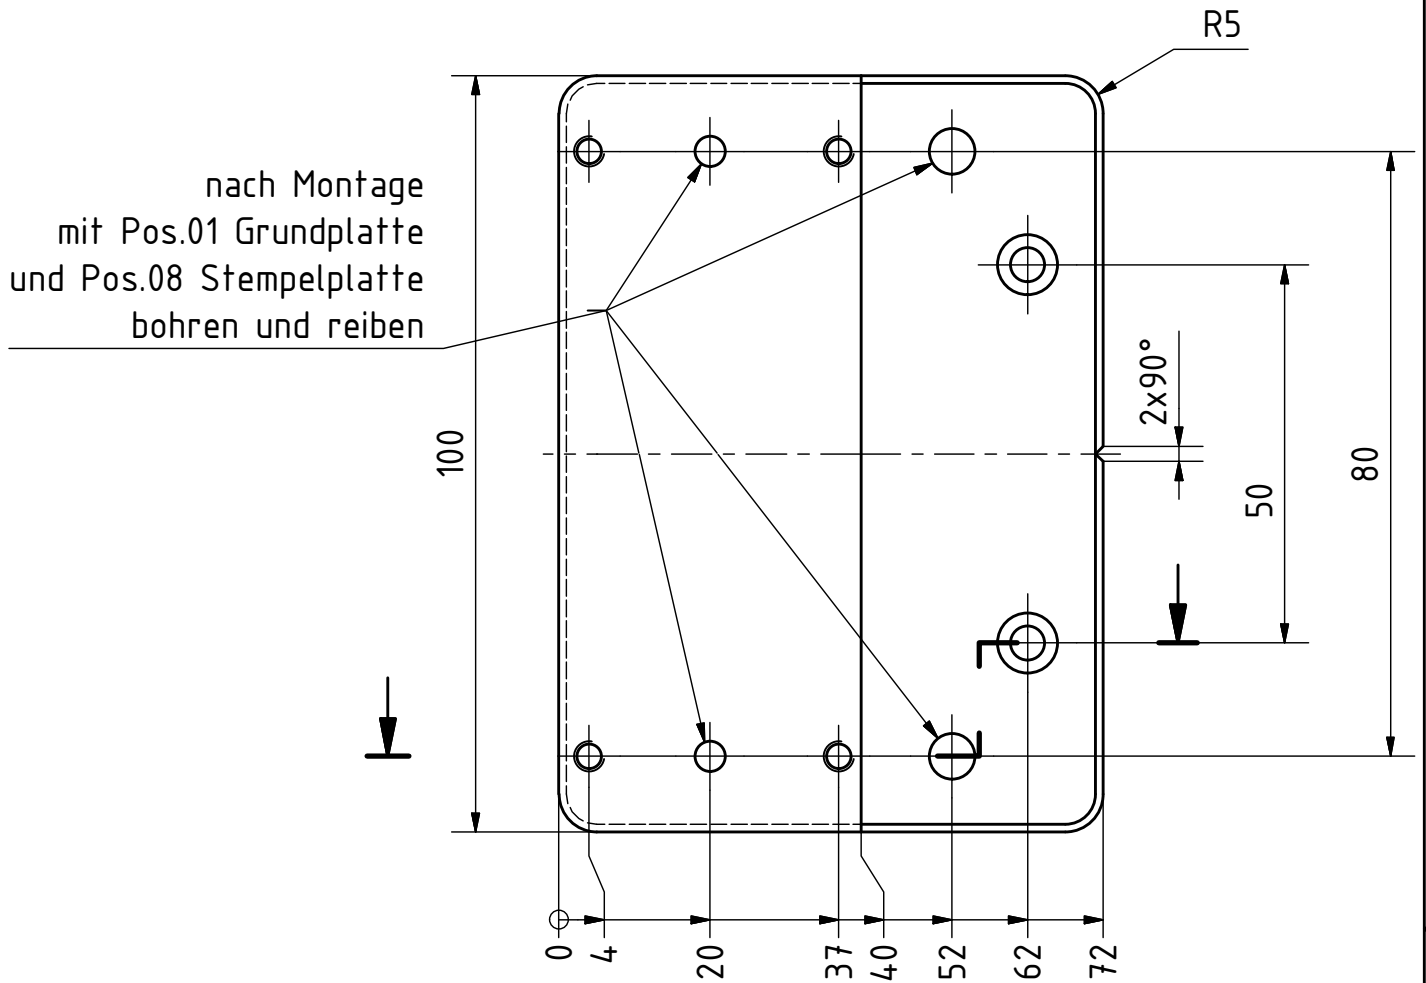 R5
nach Montage
mit Pos.01 Grundplatte
und Pos.08 Stempelplatte
bohren und reiben
100
2x90°
50
80
0
4
20
37
40
52
62
72